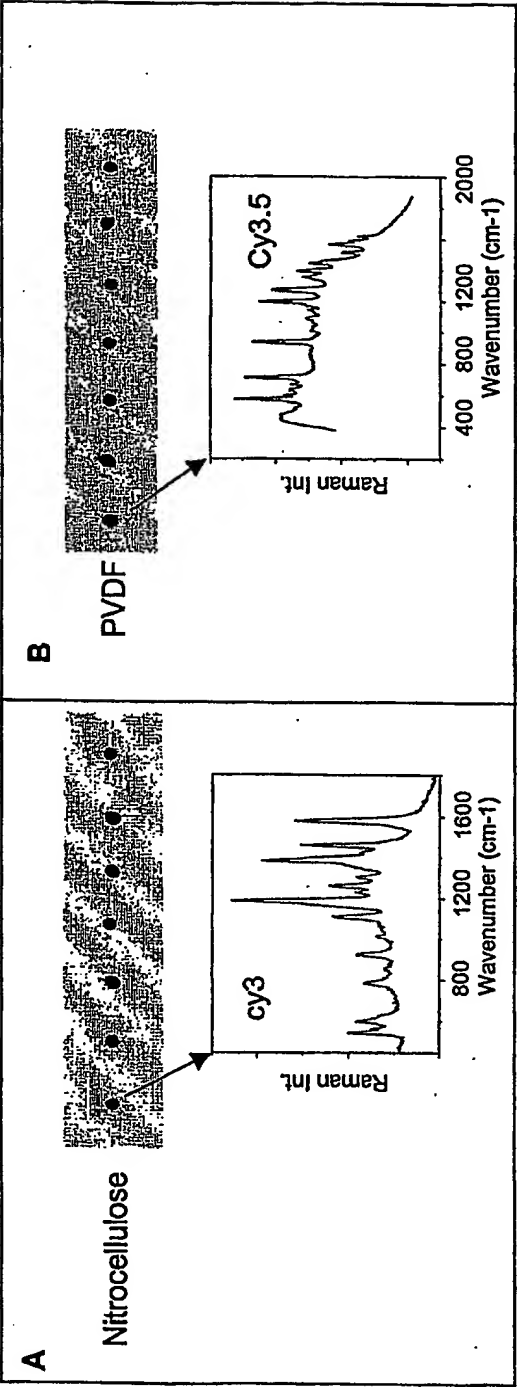 A
Nitrocellulose
Raman Int.
cy3
800 1200 1600
Wavenumber (cm-1)
B
PVDF
Raman Int.
Cy3.5
400 800 1200 2000
Wavenumber (cm-1)